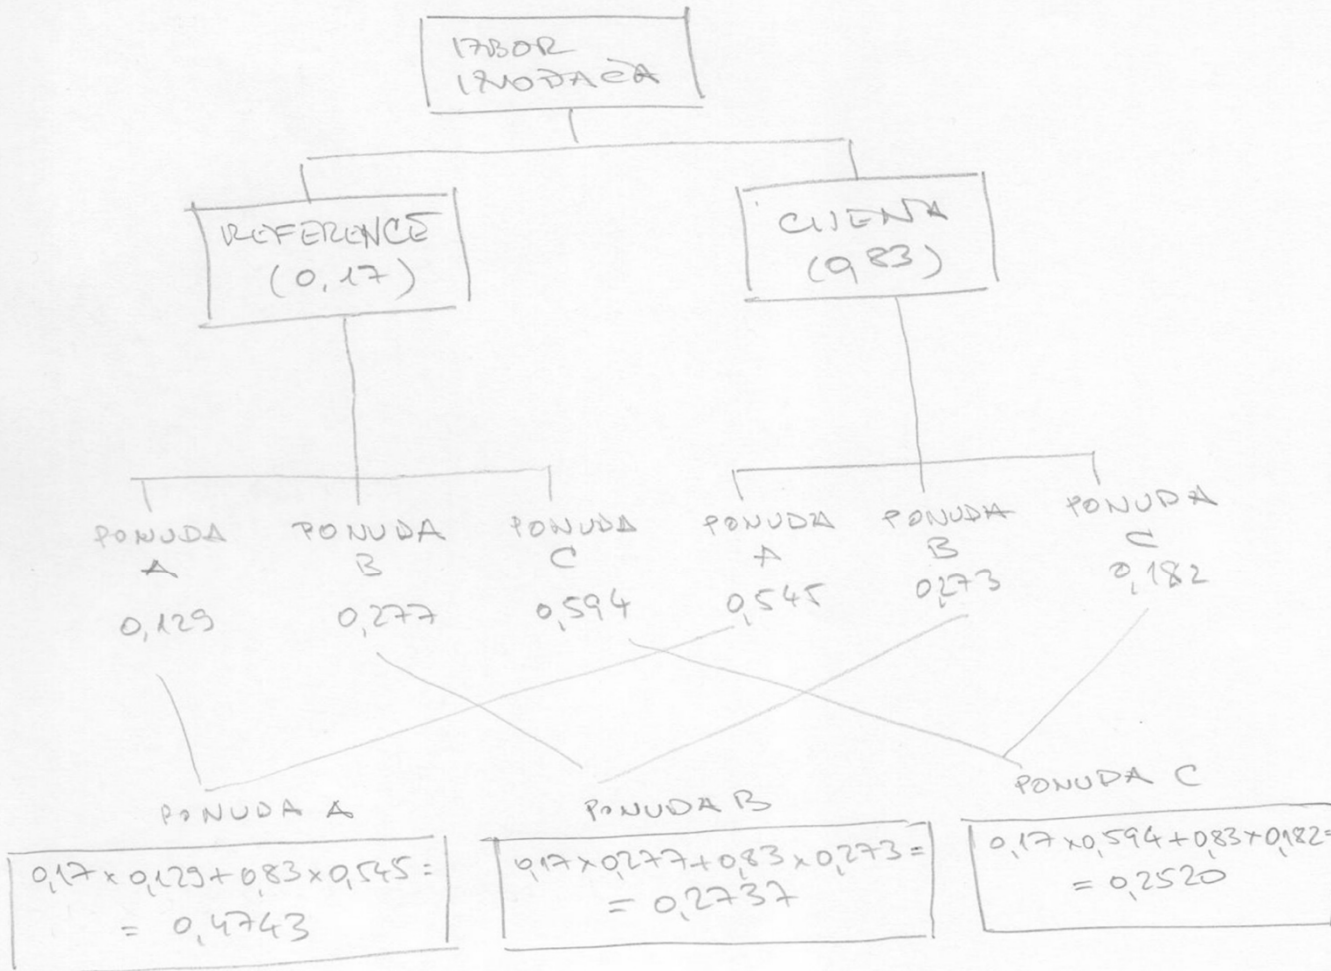 IZBOR
IZVOĐAČA
REFERENCE
(0,17)
CIJENA
(0,83)
PONUDA
A
0,129
PONUDA
B
0,277
PONUDA
C
0,594
PONUDA
A
0,545
PONUDA
B
0,273
PONUDA
C
0,182
PONUDA A
0,17 x 0,129 + 0,83 x 0,545 =
= 0,4743
PONUDA B
0,17 x 0,277 + 0,83 x 0,273 =
= 0,2737
PONUDA C
0,17 x 0,594 + 0,83 x 0,182 =
= 0,2520